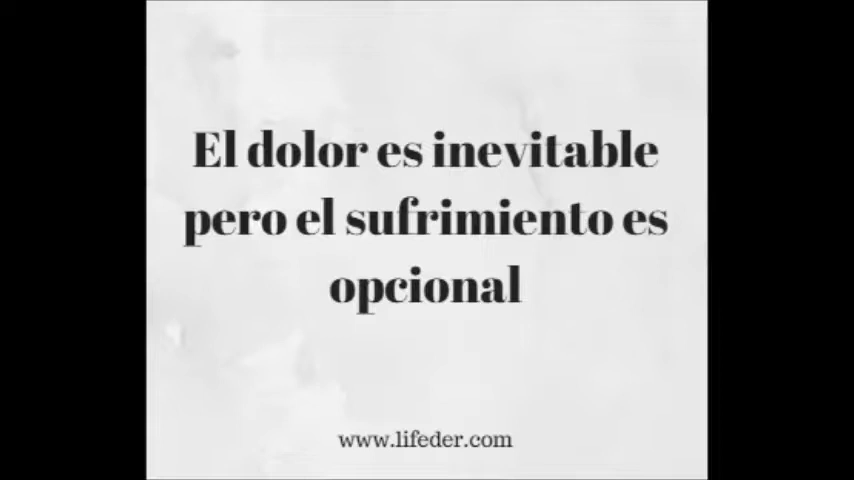 El dolor es inevitable
pero el sufrimiento es
opcional
www.lifeder.com